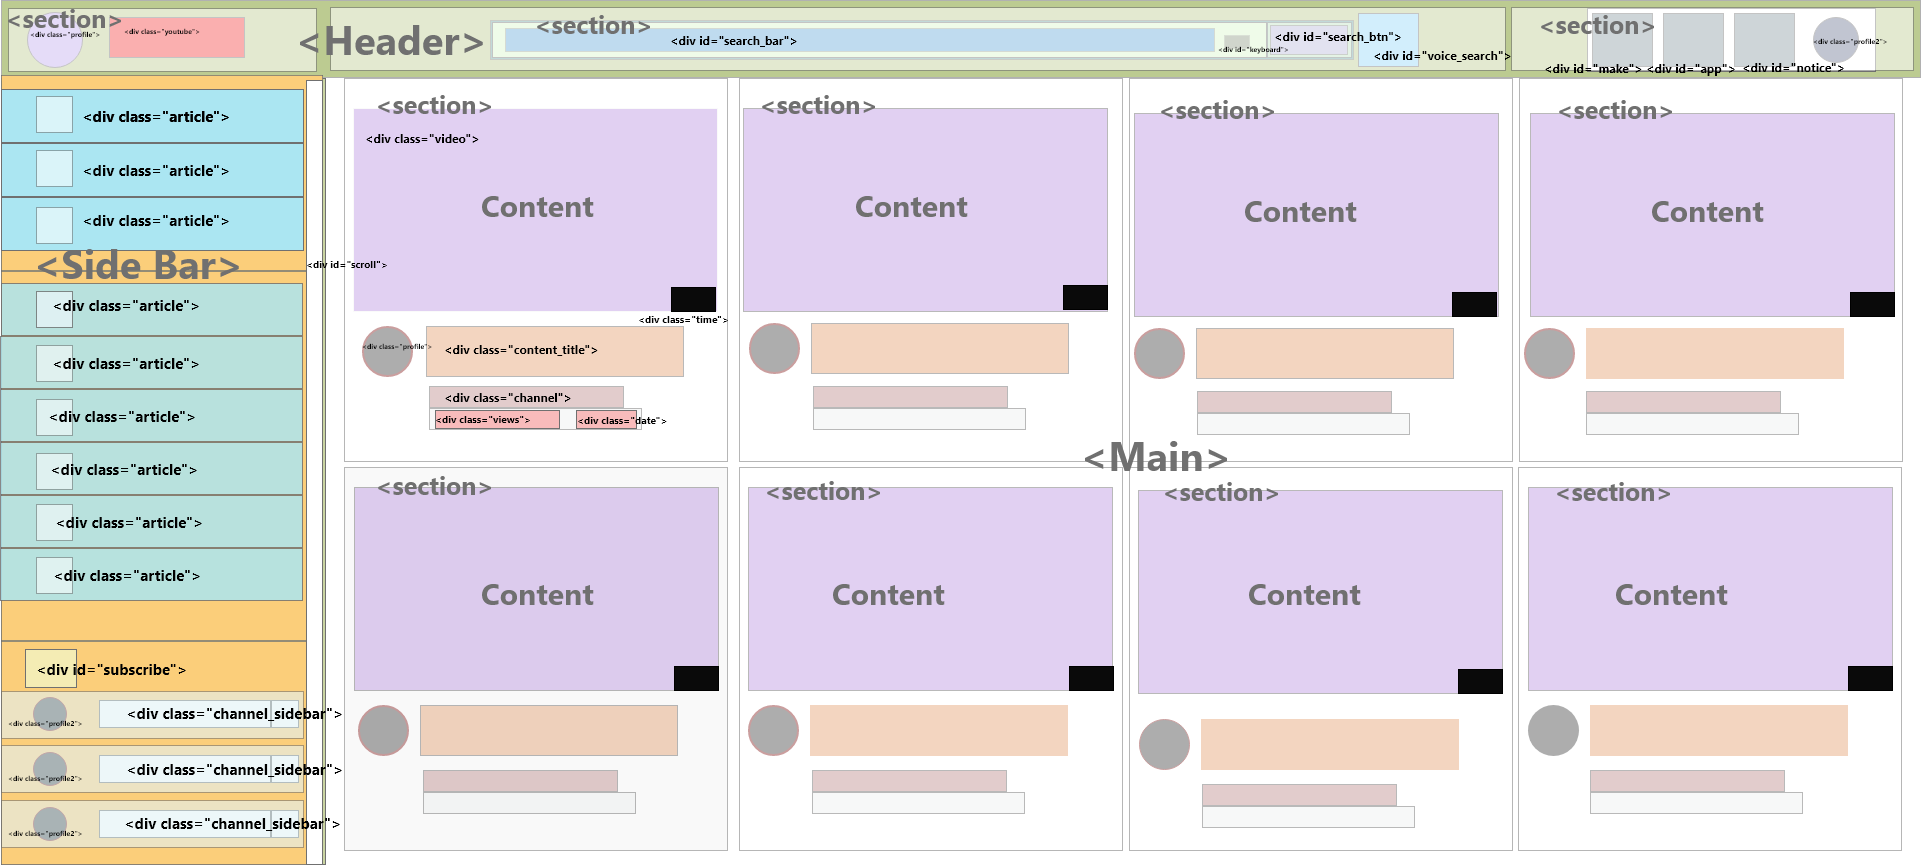 <section>
<div class="profile">
<div class="youtube">
<Header>
<section>
<div id="search_bar">
<div id="keyboard">
<div id="search_btn">
<div id="voice_search">
<section>
<div class="profile2">
<div id="make">
<div id="app">
<div id="notice">
<div class="article">
<div class="article">
<div class="article">
<Side Bar>
<div id="scroll">
<div class="article">
<div class="article">
<div class="article">
<div class="article">
<div class="article">
<div class="article">
<div id="subscribe">
<div class="profile2">
<div class="channel_sidebar">
<div class="profile2">
<div class="channel_sidebar">
<div class="profile2">
<div class="channel_sidebar">
<section>
<div class="video">
Content
<div class="time">
<div class="profile">
<div class="content_title">
<div class="channel">
<div class="views">
<div class="date">
<section>
Content
<section>
Content
<section>
Content
<Main>
<section>
Content
<section>
Content
<section>
Content
<section>
Content